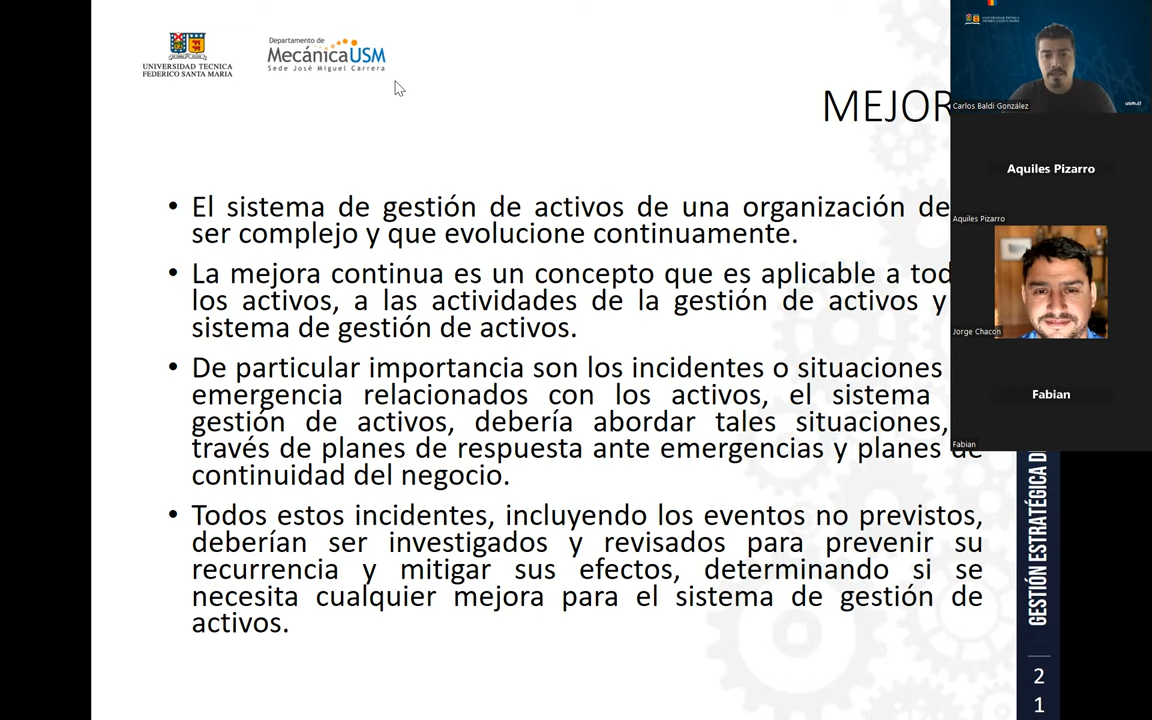 UNIVERSIDAD TECNICA
FEDERICO SANTA MARIA
Departamento de
MecánicaUSM
Sede José Miguel Carrera
MEJOR
• El sistema de gestión de activos de una organización de
ser complejo y que evolucione continuamente.
• La mejora continua es un concepto que es aplicable a tod
los activos, a las actividades de la gestión de activos y
sistema de gestión de activos.
• De particular importancia son los incidentes o situaciones
emergencia relacionados con los activos, el sistema
gestión de activos, debería abordar tales situaciones,
través de planes de respuesta ante emergencias y planes de
continuidad del negocio.
• Todos estos incidentes, incluyendo los eventos no previstos,
deberían ser investigados y revisados para prevenir su
recurrencia y mitigar sus efectos, determinando si se
necesita cualquier mejora para el sistema de gestión de
activos.
GESTIÓN ESTRATÉGICA D
2
1
usm.cl
Carlos Baldi González
Aquiles Pizarro
Aquiles Pizarro
Jorge Chacon
Fabian
Fabian